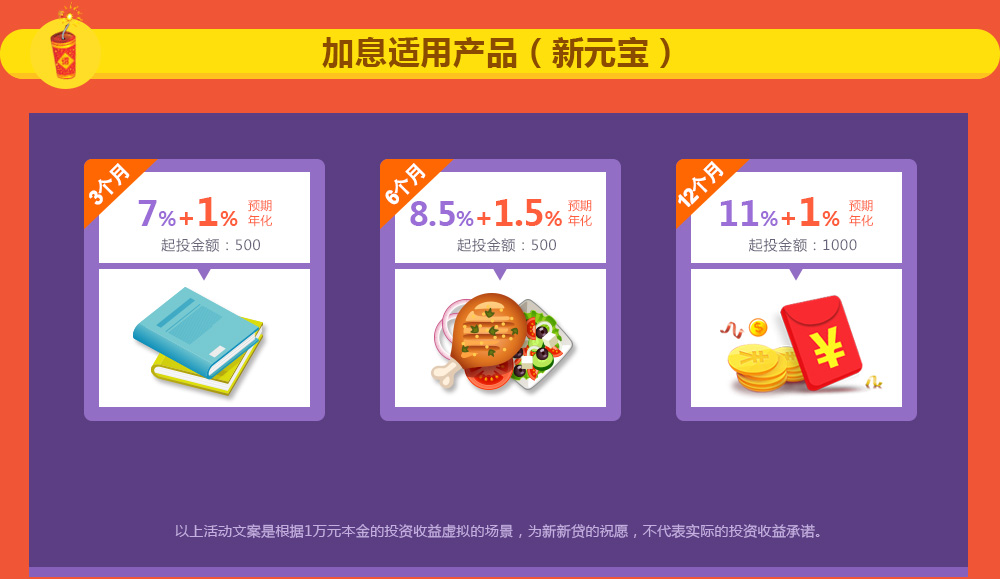 加息适用产品（新元宝）
3个月
7%+1% 预期年化
起投金额：500
6个月
8.5%+1.5% 预期年化
起投金额：500
12个月
11%+1% 预期年化
起投金额：1000
以上活动文案是根据1万元本金的投资收益虚拟的场景，为新新贷的祝愿，不代表实际的投资收益承诺。